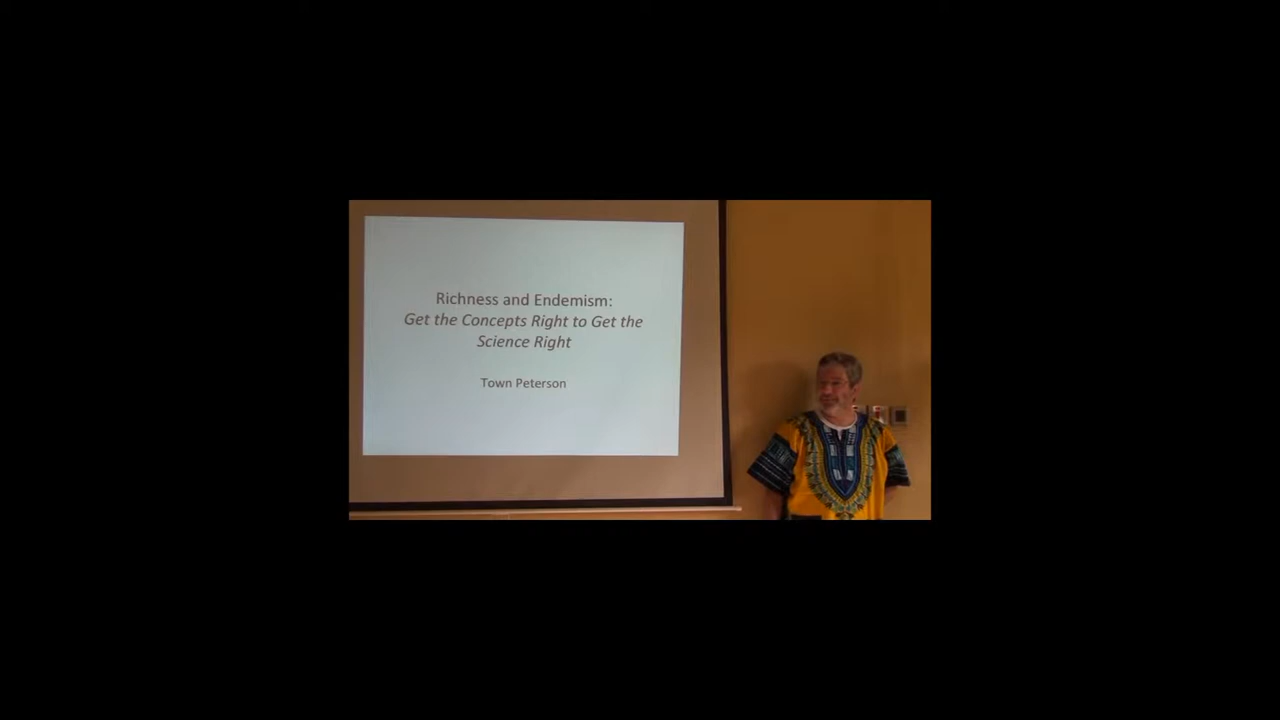 Richness and Endemism:
Get the Concepts Right to Get the
Science Right
Town Peterson